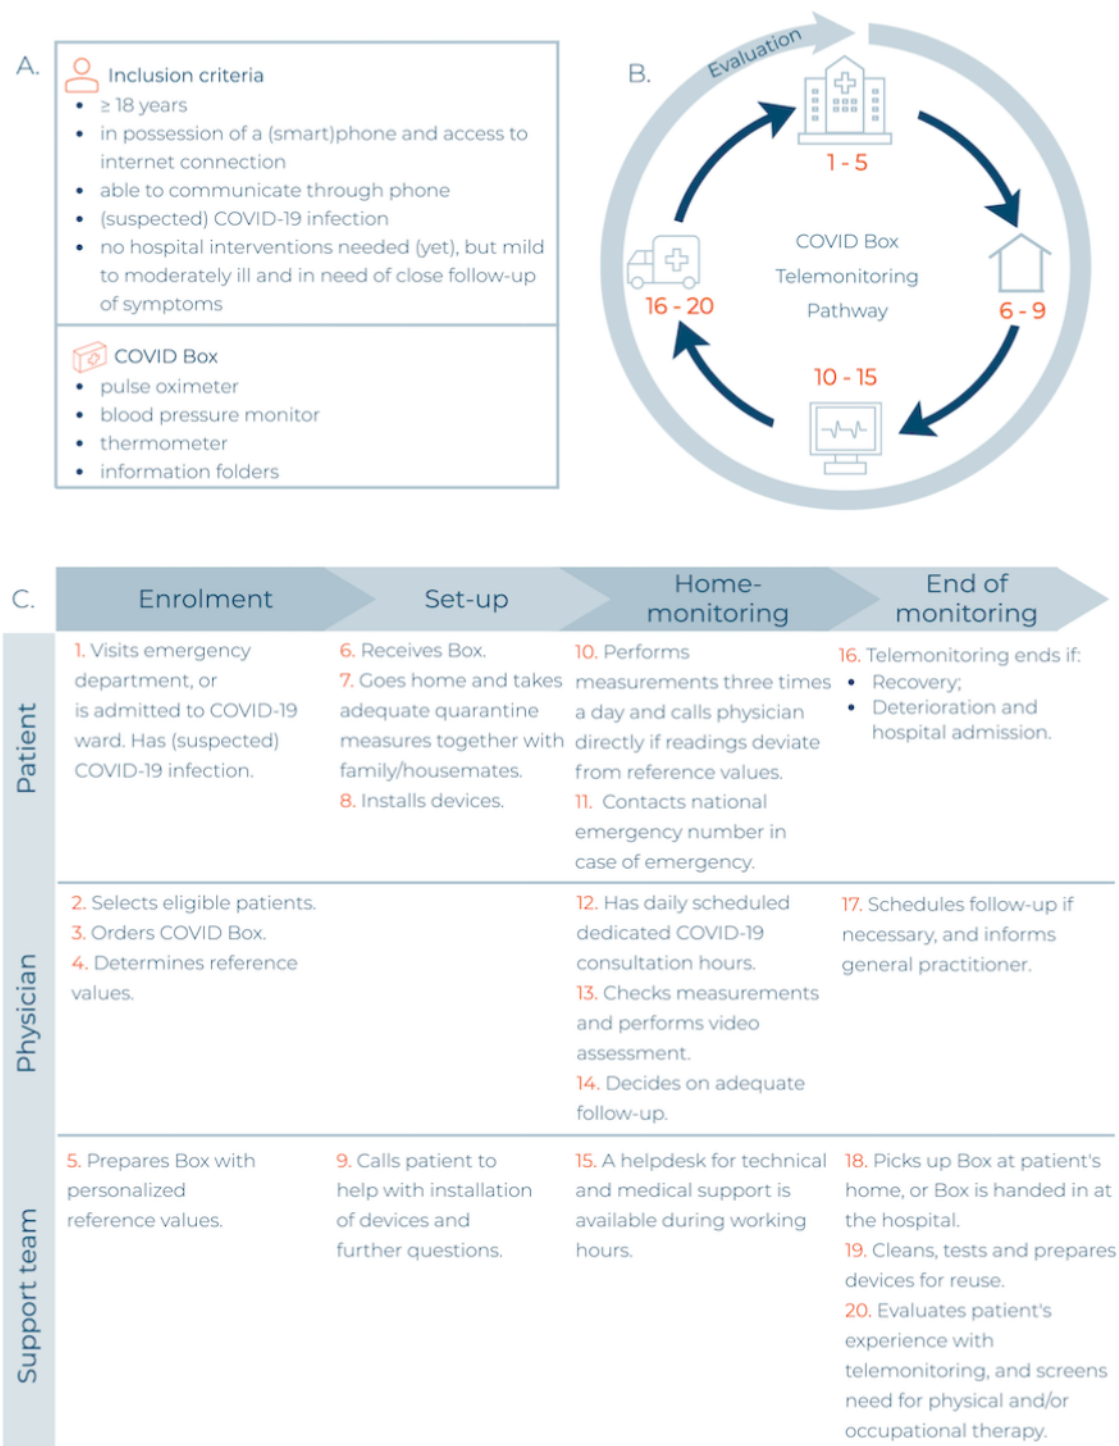 A.
Inclusion criteria
• ≥ 18 years
• in possession of a (smart)phone and access to
internet connection
• able to communicate through phone
• (suspected) COVID-19 infection
• no hospital interventions needed (yet), but mild
to moderately ill and in need of close follow-up
of symptoms
COVID Box
• pulse oximeter
• blood pressure monitor
• thermometer
• information folders
B.
Evaluation
1 - 5
COVID Box
Telemonitoring
Pathway
16 - 20
6 - 9
10 - 15
C.
Enrolment
Set-up
Home-
monitoring
End of
monitoring
Patient
1. Visits emergency
department, or
is admitted to COVID-19
ward. Has (suspected)
COVID-19 infection.
6. Receives Box.
7. Goes home and takes
adequate quarantine
measures together with
family/housemates.
8. Installs devices.
10. Performs
measurements three times
a day and calls physician
directly if readings deviate
from reference values.
11. Contacts national
emergency number in
case of emergency.
16. Telemonitoring ends if:
• Recovery;
• Deterioration and
hospital admission.
Physician
2. Selects eligible patients.
3. Orders COVID Box.
4. Determines reference
values.
12. Has daily scheduled
dedicated COVID-19
consultation hours.
13. Checks measurements
and performs video
assessment.
14. Decides on adequate
follow-up.
17. Schedules follow-up if
necessary, and informs
general practitioner.
Support team
5. Prepares Box with
personalized
reference values.
9. Calls patient to
help with installation
of devices and
further questions.
15. A helpdesk for technical
and medical support is
available during working
hours.
18. Picks up Box at patient's
home, or Box is handed in at
the hospital.
19. Cleans, tests and prepares
devices for reuse.
20. Evaluates patient's
experience with
telemonitoring, and screens
need for physical and/or
occupational therapy.